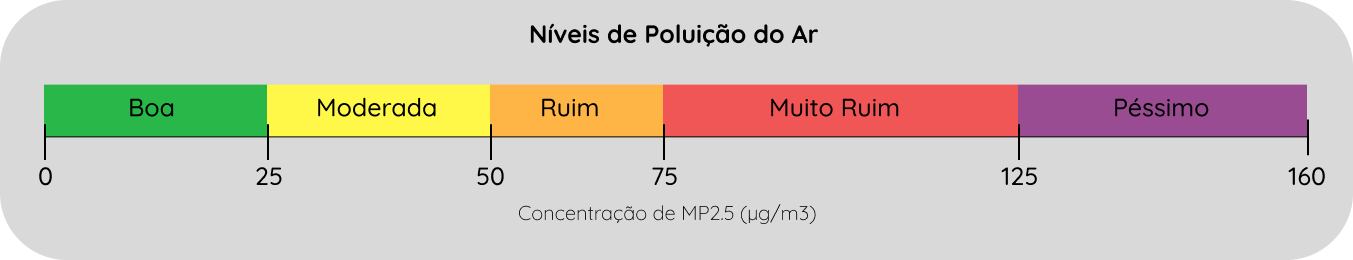 Níveis de Poluição do Ar
Boa Moderada Ruim Muito Ruim Péssimo
0 25 50 75 125 160
Concentração de MP2.5 (µg/m3)